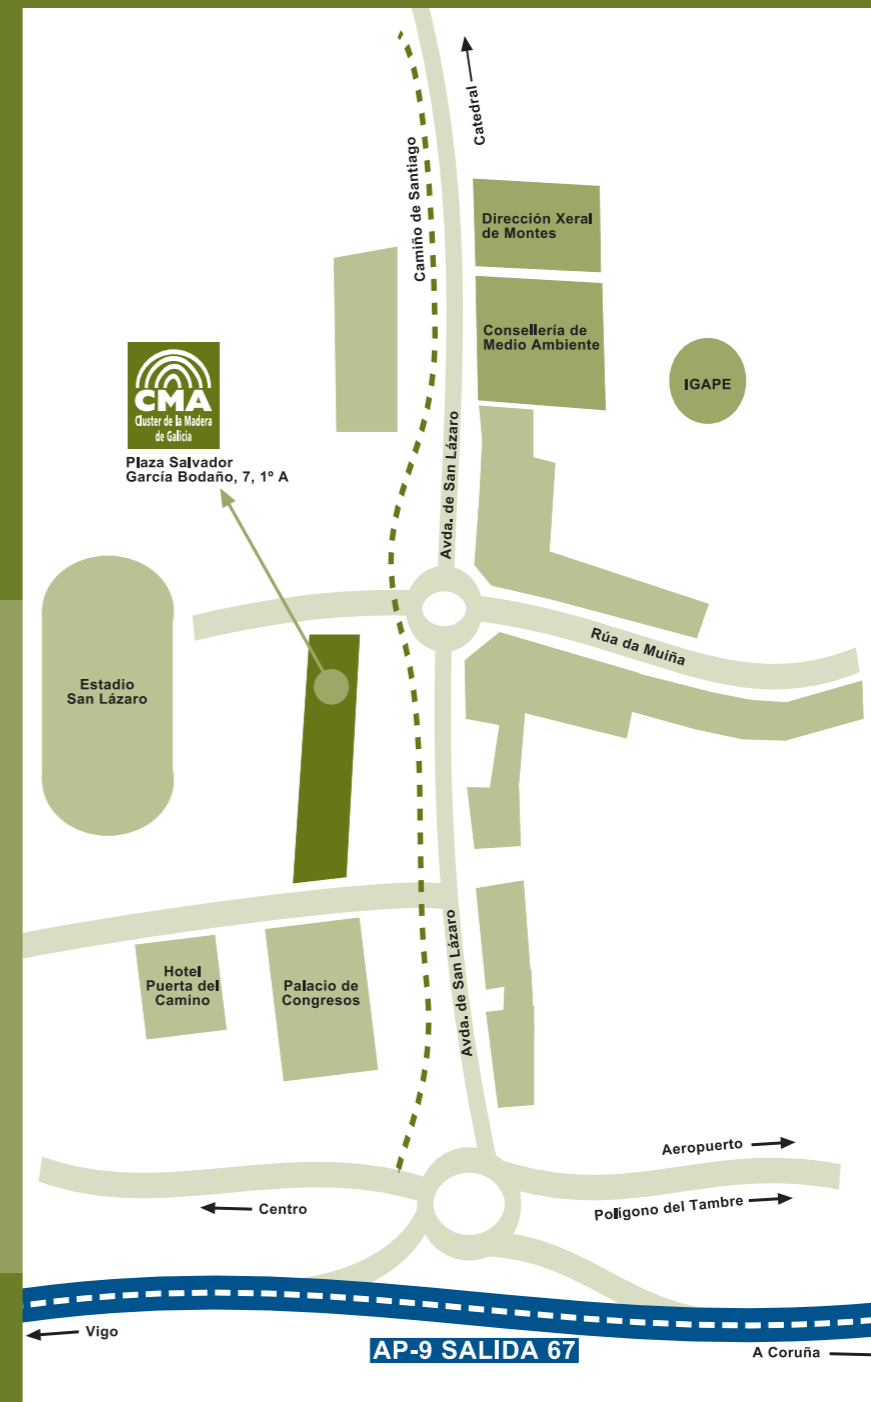 Catedral
Camiño de Santiago
Dirección Xeral
de Montes
Consellería de
Medio Ambiente
IGAPE
CMA
Cluster de la Madera
de Galicia
Plaza Salvador
García Bodaño, 7, 1º A
Avda. de San Lázaro
Rúa da Muiña
Estadio
San Lázaro
Avda. de San Lázaro
Hotel
Puerta del
Camino
Palacio de
Congresos
Aeropuerto
Polígono del Tambre
Centro
Vigo
AP-9 SALIDA 67
A Coruña